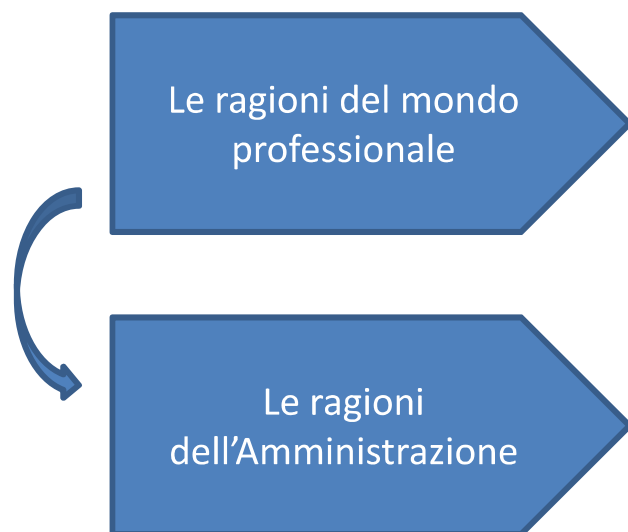 Le ragioni del mondo
professionale
Le ragioni
dell’Amministrazione